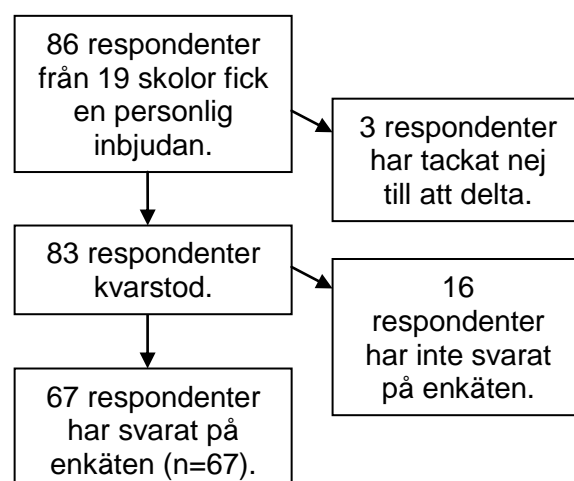 86 respondenter
från 19 skolor fick
en personlig
inbjudan.
3 respondenter
har tackat nej
till att delta.
83 respondenter
kvarstod.
16
respondenter
har inte svarat
på enkäten.
67 respondenter
har svarat på
enkäten (n=67).